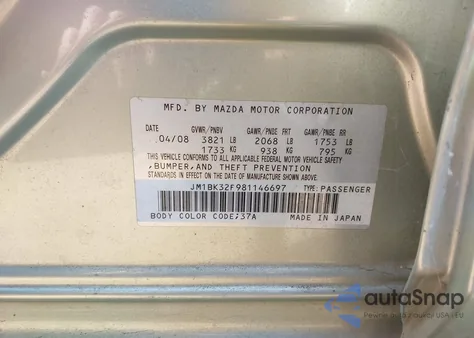 MFD. BY MAZDA MOTOR CORPORATION
DATE GVWR/PNBV GAWR/PNBE FRT GAWR/PNBE RR
04/08 3821 LB 2068 LB 1753 LB
1733 KG 938 KG 795 KG
THIS VEHICLE CONFORMS TO ALL APPLICABLE FEDERAL MOTOR VEHICLE SAFETY
,BUMPER,AND THEFT PREVENTION
STANDARDS IN EFFECT ON THE DATE OF MANUFACTURE SHOWN ABOVE.
JM1BK32F981146697 TYPE:PASSENGER
BODY COLOR CODE;37A MADE IN JAPAN
autoSnap